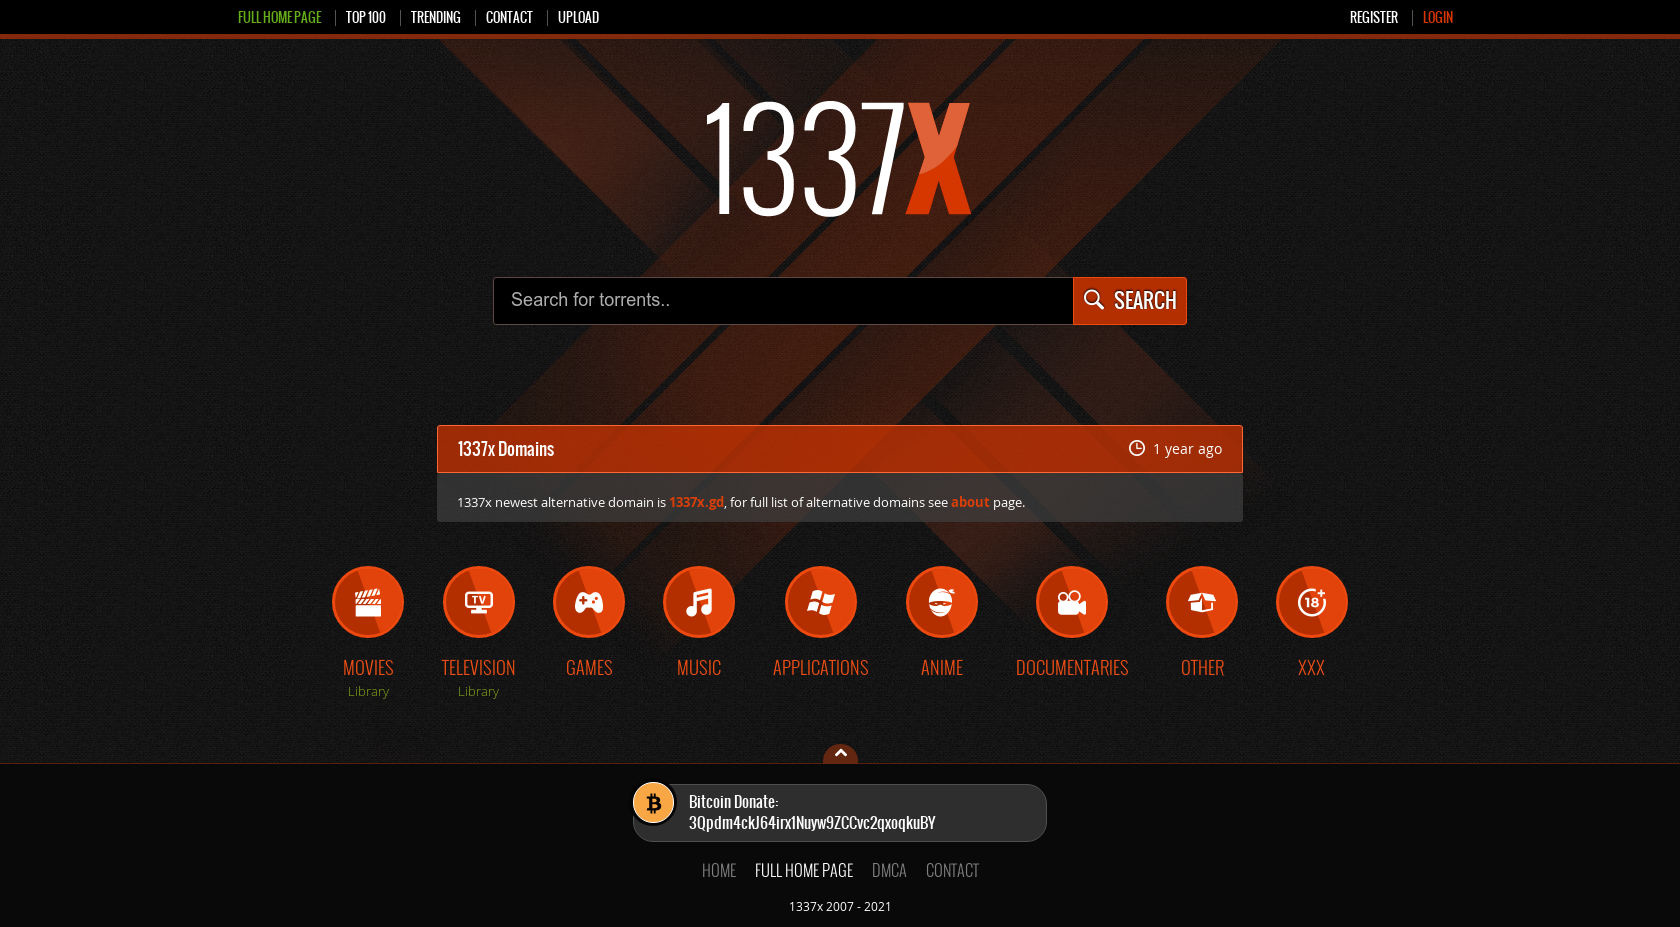 FULL HOME PAGE TOP 100 TRENDING CONTACT UPLOAD REGISTER LOGIN
1337X
Search for torrents.. SEARCH
1337x Domains 1 year ago
1337x newest alternative domain is 1337x.gd, for full list of alternative domains see about page.
TV 18+
MOVIES TELEVISION GAMES MUSIC APPLICATIONS ANIME DOCUMENTARIES OTHER XXX
Library Library
Bitcoin Donate:
3Qpdm4ckJ64irx1Nuyw9ZCCvc2qxoqkuBY
HOME FULL HOME PAGE DMCA CONTACT
1337x 2007 - 2021